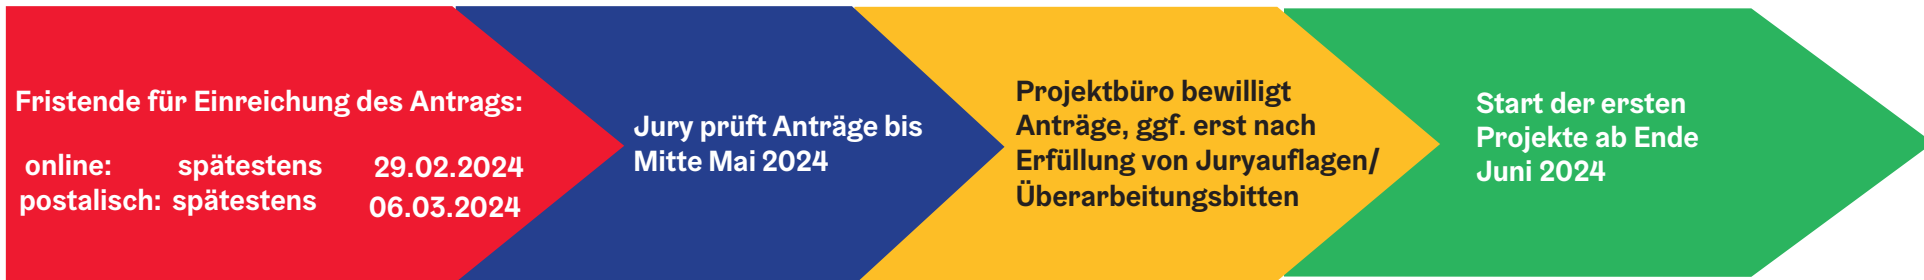 Fristende für Einreichung des Antrags:
online: spätestens 29.02.2024
postalisch: spätestens 06.03.2024
Jury prüft Anträge bis
Mitte Mai 2024
Projektbüro bewilligt
Anträge, ggf. erst nach
Erfüllung von Juryauflagen/
Überarbeitungsbitten
Start der ersten
Projekte ab Ende
Juni 2024